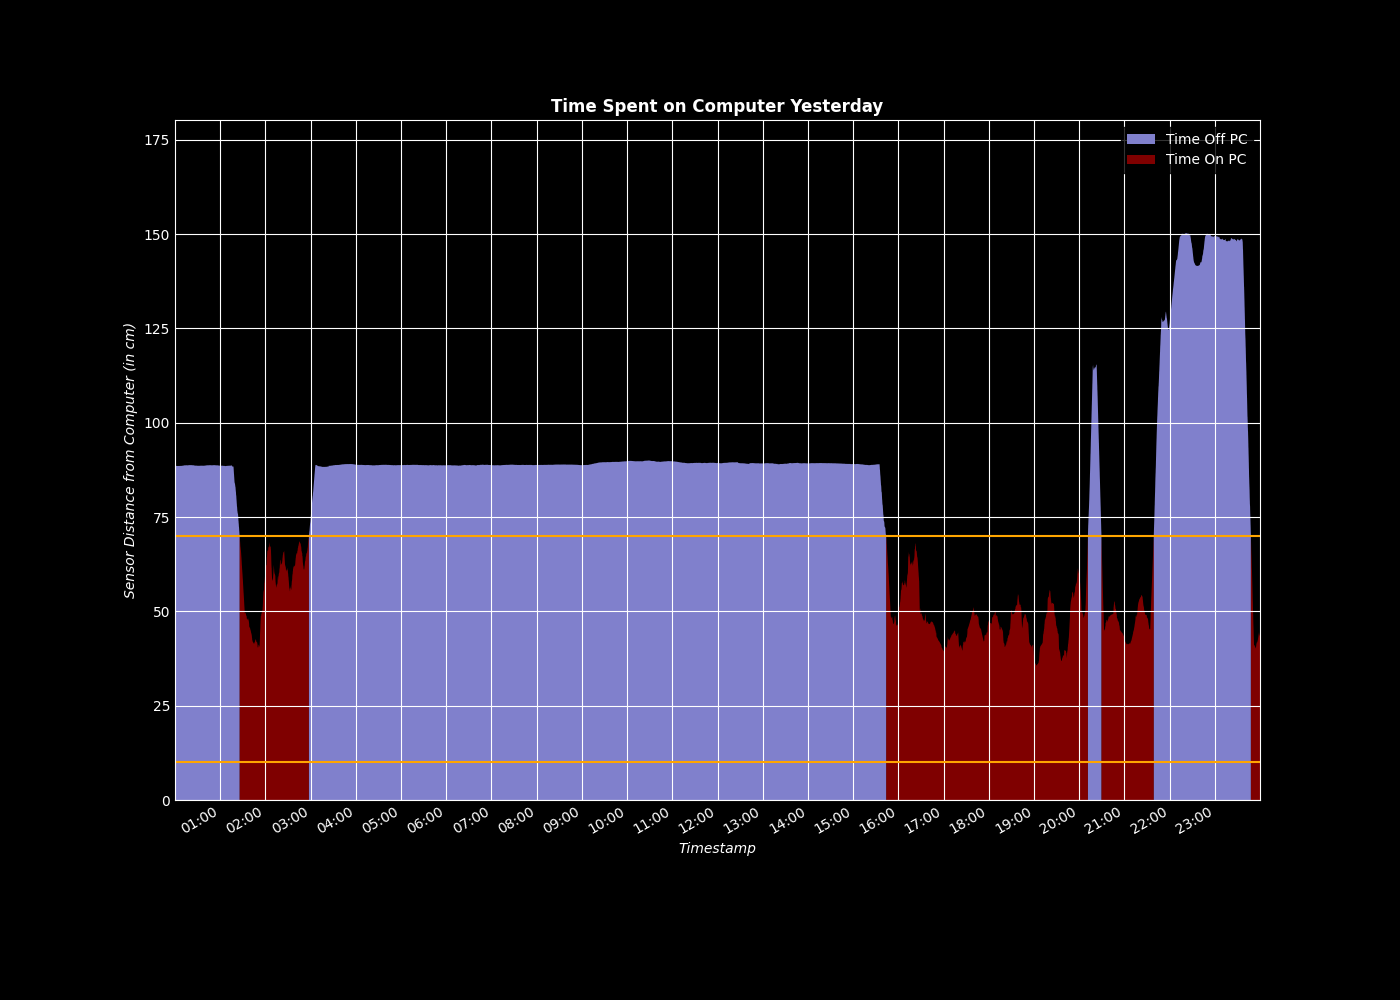 Time Spent on Computer Yesterday
Time Off PC
Time On PC
175
150
125
100
75
50
25
0
Sensor Distance from Computer (in cm)
01:00 02:00 03:00 04:00 05:00 06:00 07:00 08:00 09:00 10:00 11:00 12:00 13:00 14:00 15:00 16:00 17:00 18:00 19:00 20:00 21:00 22:00 23:00
Timestamp